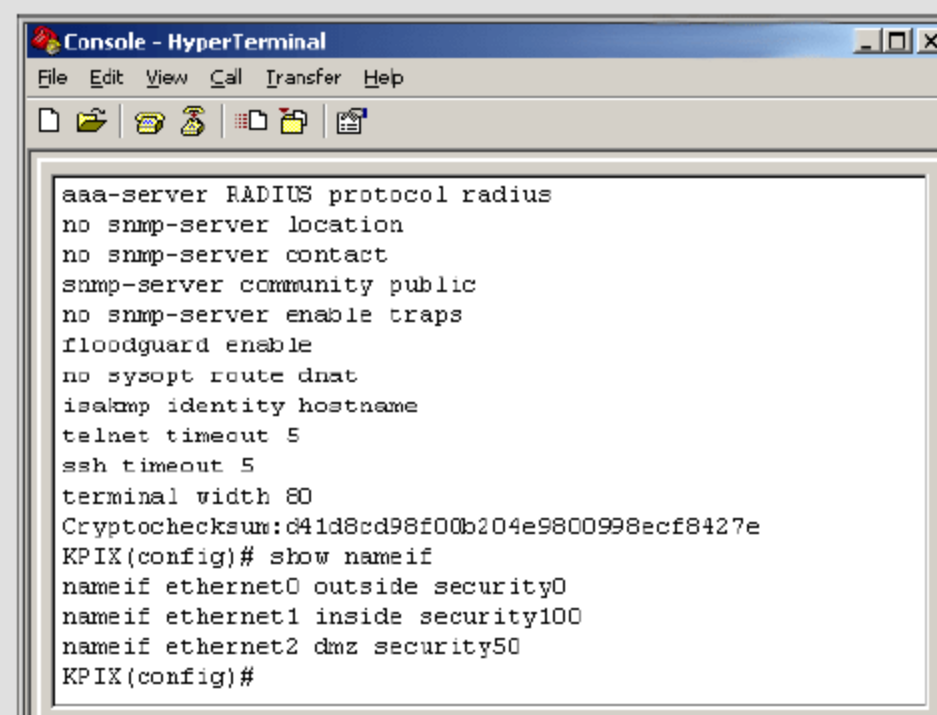 Console - HyperTerminal
File Edit View Call Transfer Help
aaa-server RADIUS protocol radius
no snmp-server location
no snmp-server contact
snmp-server community public
no snmp-server enable traps
floodguard enable
no sysopt route dnat
isakmp identity hostname
telnet timeout 5
ssh timeout 5
terminal width 80
Cryptochecksum:d41d8cd98f00b204e9800998ecf8427e
KPIX(config)# show nameif
nameif ethernet0 outside security0
nameif ethernet1 inside security100
nameif ethernet2 dmz security50
KPIX(config)#